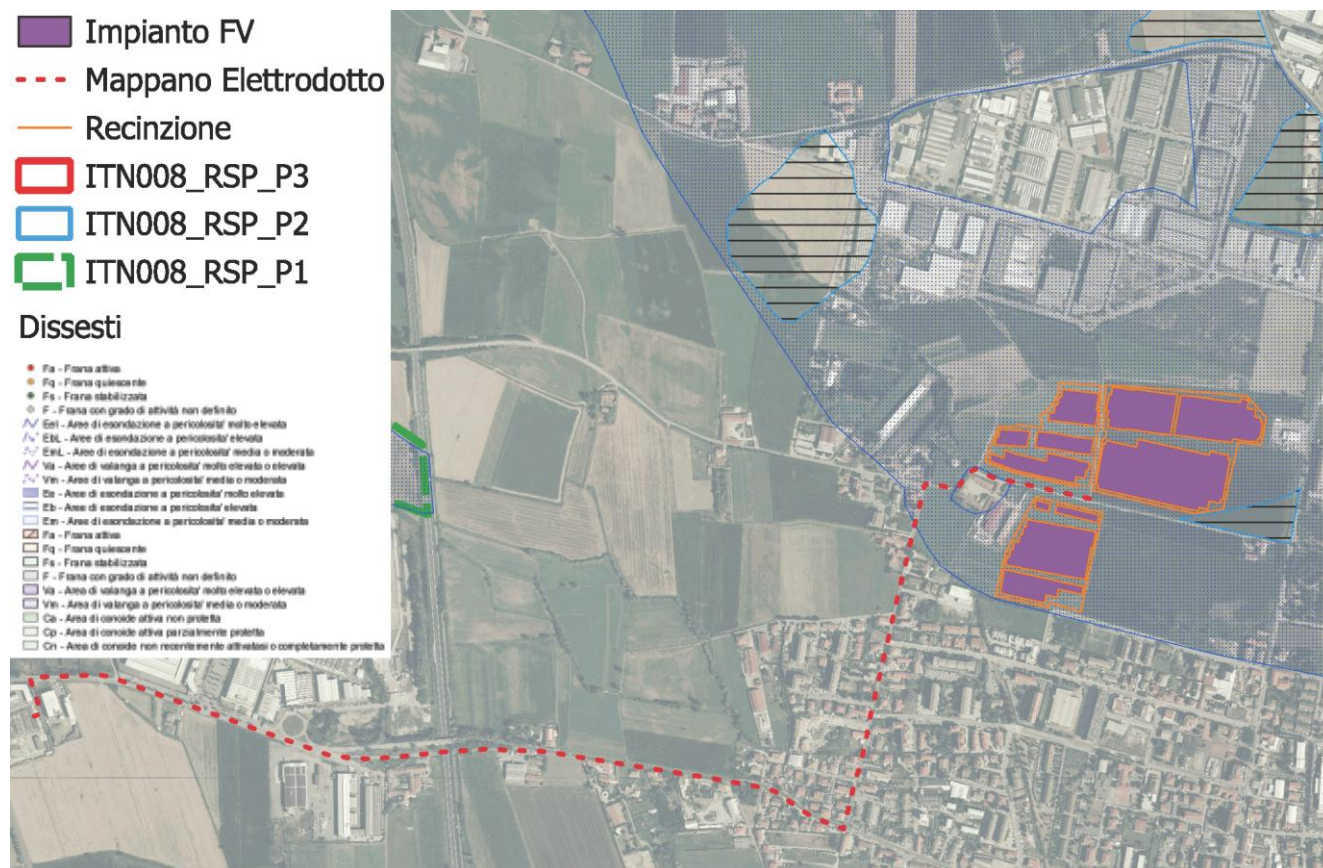 Impianto FV
Mappano Elettrodotto
Recinzione
ITN008_RSP_P3
ITN008_RSP_P2
ITN008_RSP_P1
Dissesti
Fa - Frana attiva
Fq - Frana quiescente
Fs - Frana stabilizzata
F - Frana con grado di attività non definito
EeL - Aree di esondazione a pericolosita' molto elevata
EbL - Aree di esondazione a pericolosita' elevata
EmL - Aree di esondazione a pericolosita' media o moderata
Va - Aree di valanga a pericolosita' molto elevata o elevata
Vm - Aree di valanga a pericolosita' media o moderata
Ee - Aree di esondazione a pericolosita' molto elevata
Eb - Aree di esondazione a pericolosita' elevata
Em - Aree di esondazione a pericolosita' media o moderata
Fa - Frana attiva
Fq - Frana quiescente
Fs - Frana stabilizzata
F - Frana con grado di attività non definito
Va - Area di valanga a pericolosita' molto elevata o elevata
Vm - Area di valanga a pericolosita' media o moderata
Ca - Area di conoide attiva non protetta
Cp - Area di conoide attiva parzialmente protetta
Cn - Area di conoide non recentemente attivatasi o completamente protetta